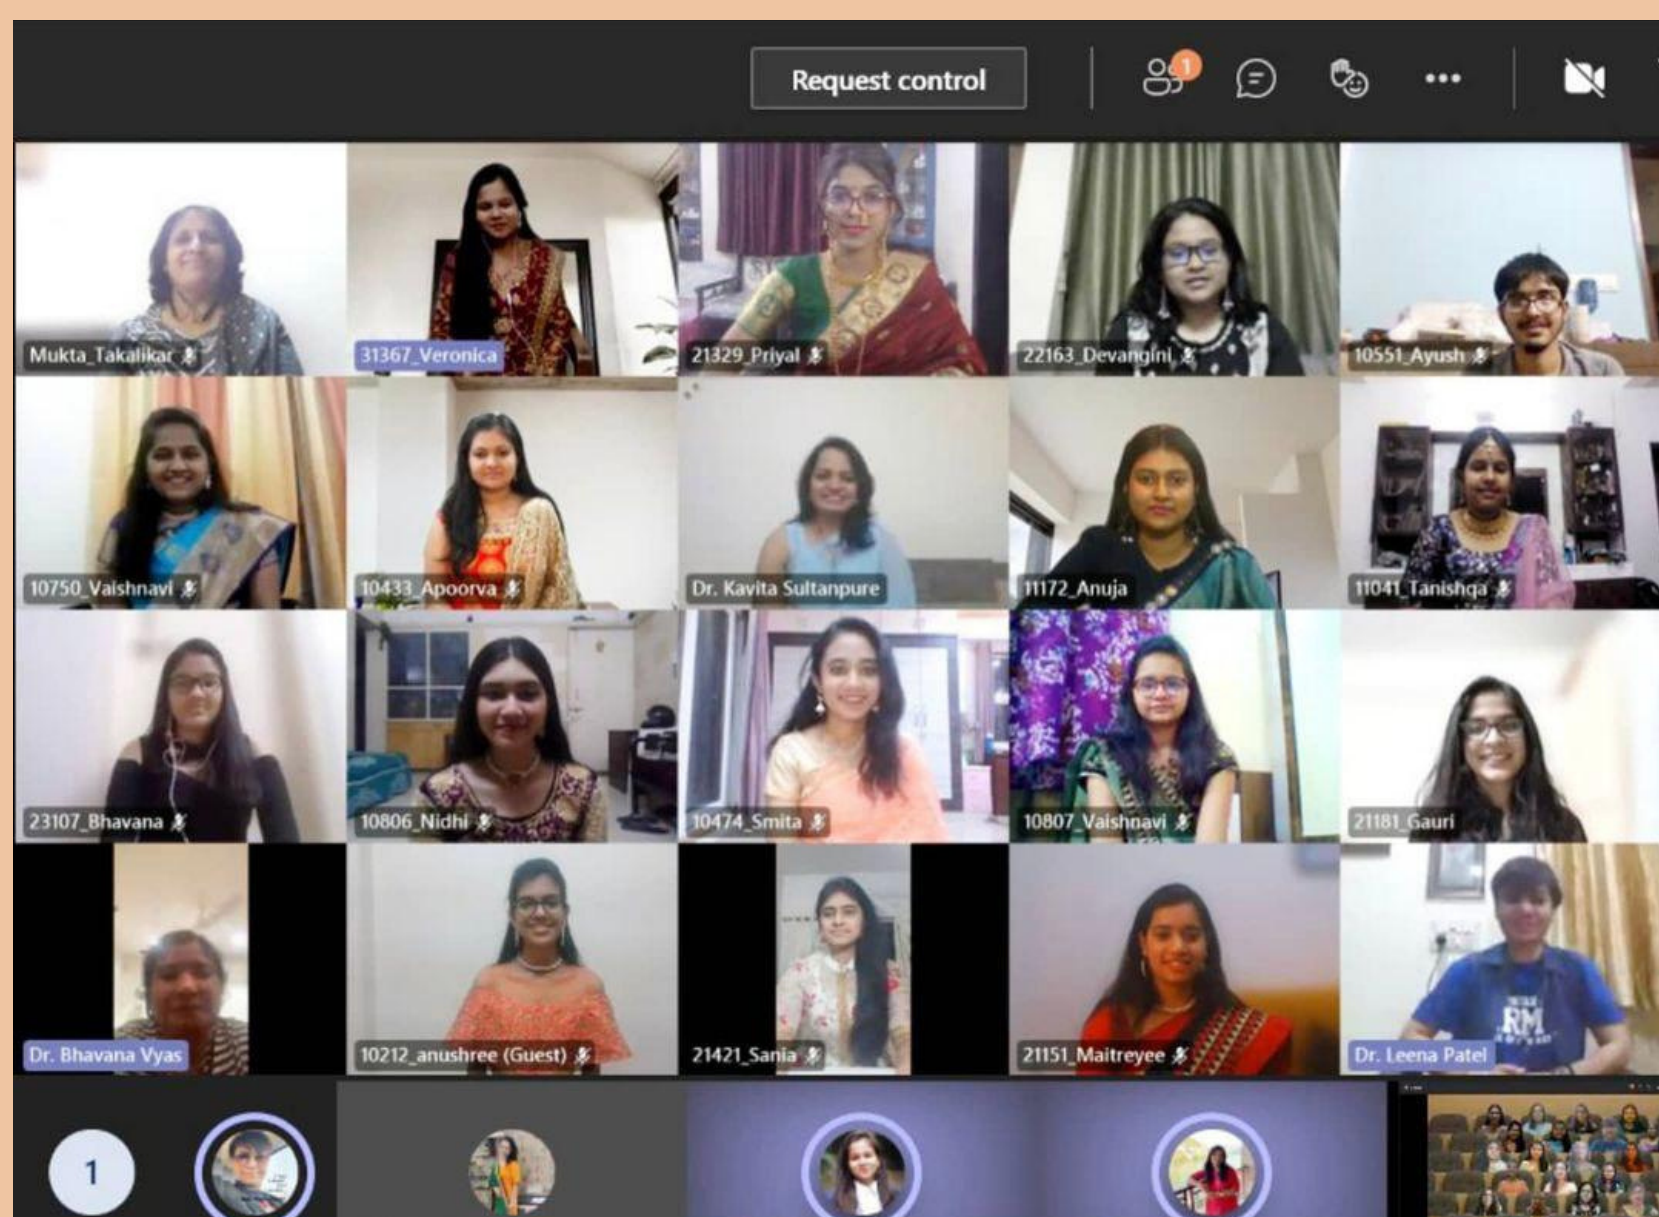 Request control
1
Mukta_Takalikar
31367_Veronica
21329_Priyal
22163_Devangini
10551_Ayush
10750_Vaishnavi
10433_Apoorva
Dr. Kavita Sultanpure
11172_Anuja
11041_Tanishqa
23107_Bhavana
10806_Nidhi
10474_Smita
10807_Vaishnavi
21181_Gauri
Dr. Bhavana Vyas
10212_anushree (Guest)
21421_Sania
21151_Maitreyee
RM
Dr. Leena Patel
1